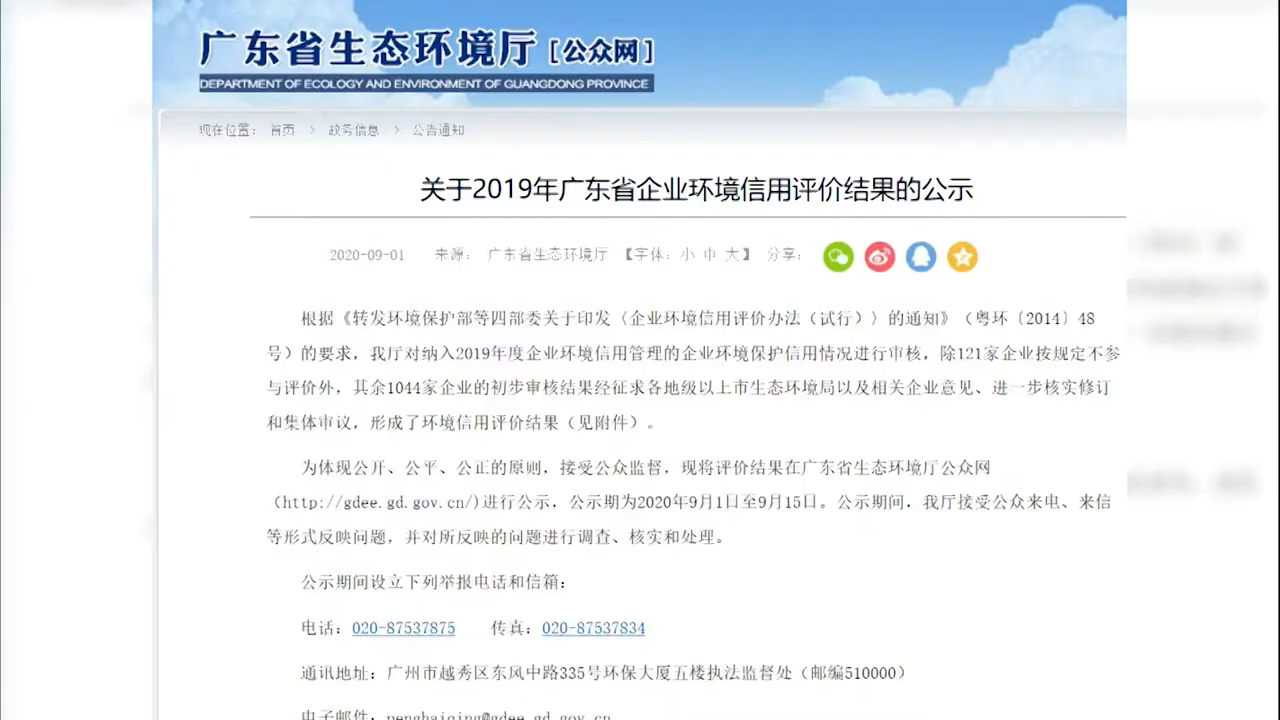 广东省生态环境厅［公众网］
DEPARTMENT OF ECOLOGY AND ENVIRONMENT OF GUANGDONG PROVINCE
现在位置： 首页 > 政务信息 > 公告通知
关于2019年广东省企业环境信用评价结果的公示
2020-09-01 来源： 广东省生态环境厅 【字体：小 中 大】 分享：
根据《转发环境保护部等四部委关于印发〈企业环境信用评价办法（试行）〉的通知》（粤环〔2014〕48
号）的要求，我厅对纳入2019年度企业环境信用管理的企业环境保护信用情况进行审核，除121家企业按规定不参
与评价外，其余1044家企业的初步审核结果经征求各地级以上市生态环境局以及相关企业意见、进一步核实修订
和集体审议，形成了环境信用评价结果（见附件）。
为体现公开、公平、公正的原则，接受公众监督，现将评价结果在广东省生态环境厅公众网
（http://gdee.gd.gov.cn/)进行公示，公示期为2020年9月1日至9月15日。公示期间，我厅接受公众来电、来信
等形式反映问题，并对所反映的问题进行调查、核实和处理。
公示期间设立下列举报电话和信箱：
电话：020-87537875 传真：020-87537834
通讯地址：广州市越秀区东风中路335号环保大厦五楼执法监督处（邮编510000）
电子邮件：penghaiqing@gdee.gd.gov.cn